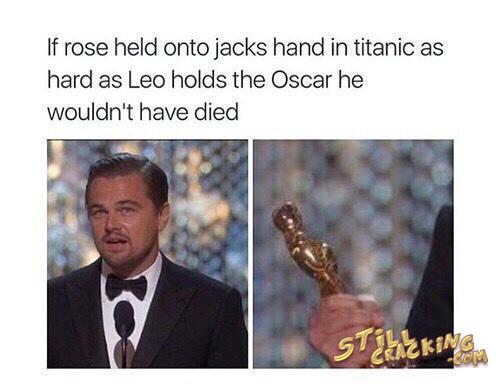 If rose held onto jacks hand in titanic as
hard as Leo holds the Oscar he
wouldn't have died
STiLL
CRACKiNG
.COM